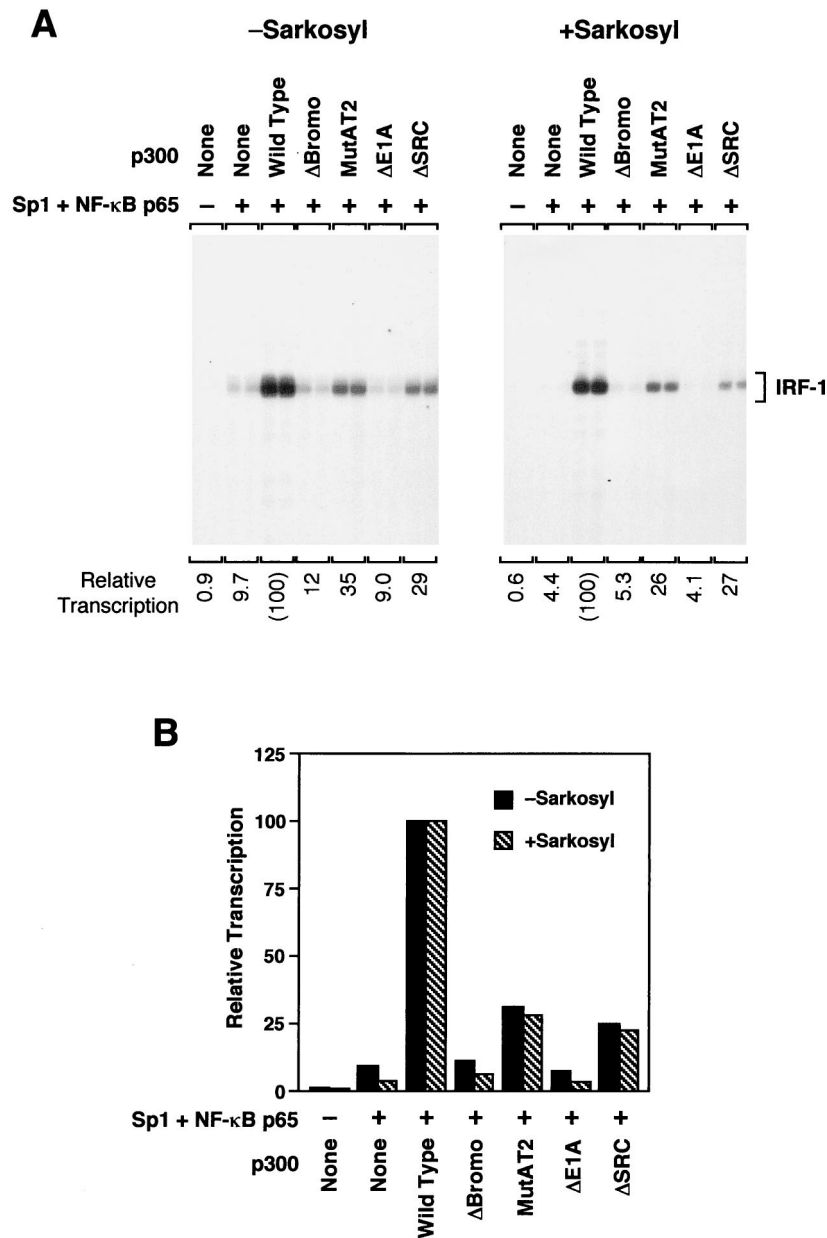 A
–Sarkosyl
+Sarkosyl
p300
None None Wild Type ΔBromo MutAT2 ΔE1A ΔSRC
None None Wild Type ΔBromo MutAT2 ΔE1A ΔSRC
Sp1 + NF-κB p65
– + + + + + +
– + + + + + +
IRF-1
Relative
Transcription
0.9 9.7 (100) 12 35 9.0 29
0.6 4.4 (100) 5.3 26 4.1 27
B
Relative Transcription
125
100
75
50
25
0
–Sarkosyl
+Sarkosyl
Sp1 + NF-κB p65 – + + + + + +
p300 None None Wild Type ΔBromo MutAT2 ΔE1A ΔSRC